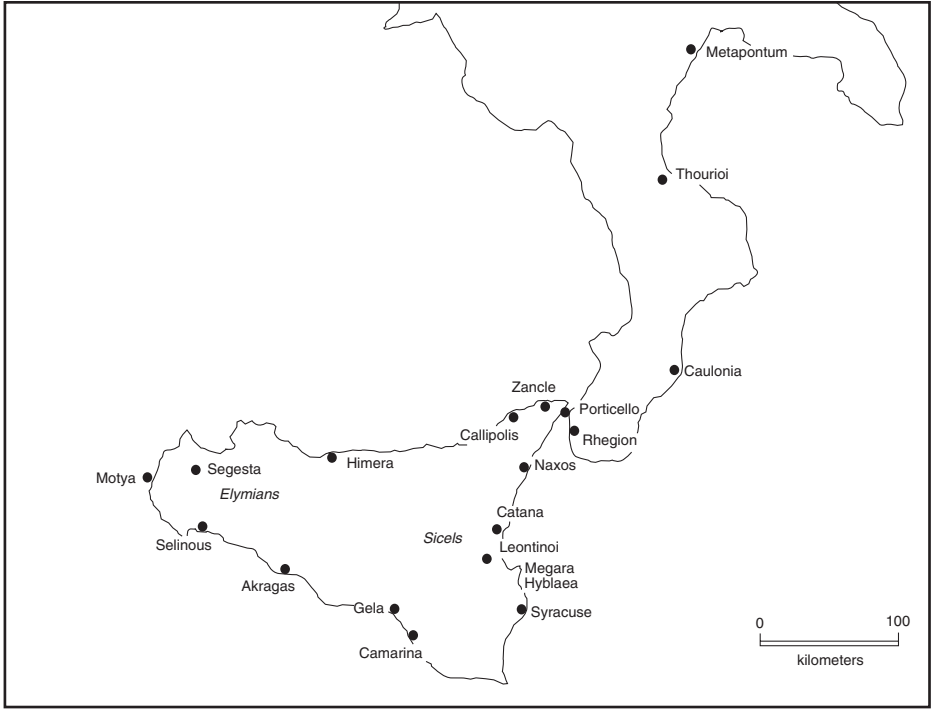 Metapontum
Thourioi
Caulonia
Zancle
Porticello
Callipolis
Rhegion
Himera
Naxos
Segesta
Motya
Elymians
Catana
Sicels
Selinous
Leontinoi
Megara
Hyblaea
Akragas
Gela
Syracuse
Camarina
0 100
kilometers